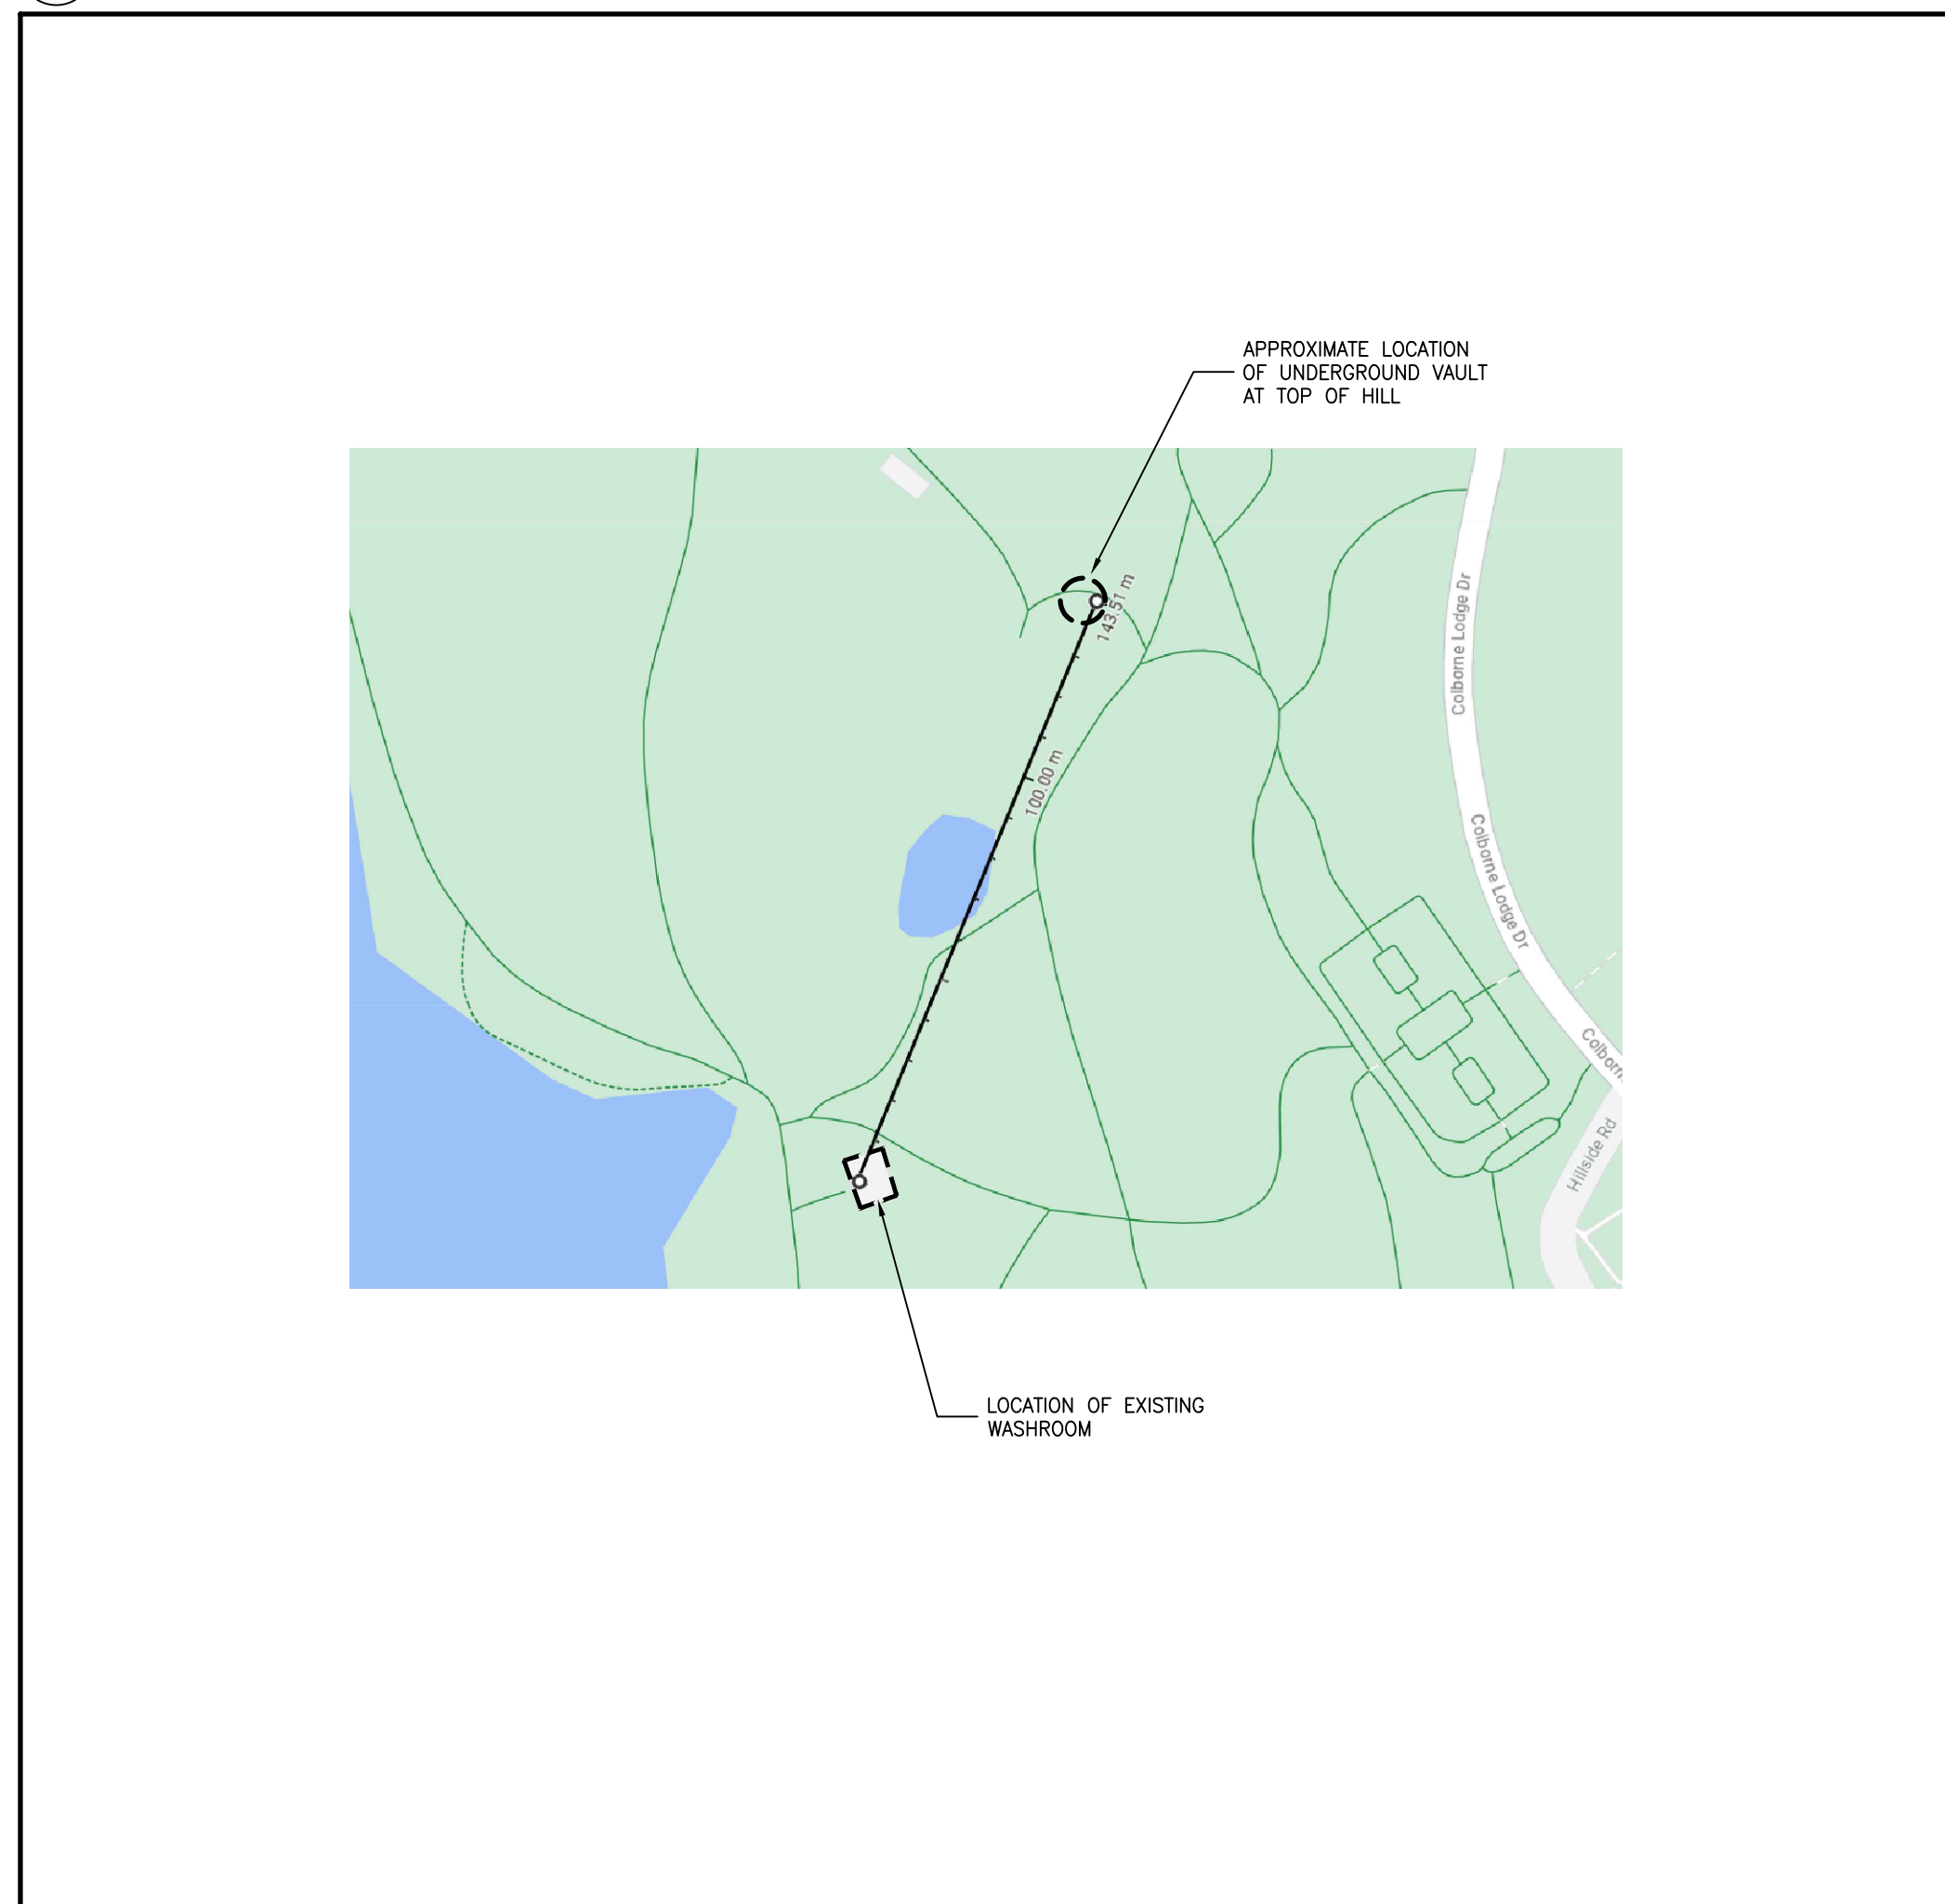 APPROXIMATE LOCATION
OF UNDERGROUND VAULT
AT TOP OF HILL
143.51 m
Colborne Lodge Dr
100.00 m
Colborne Lodge Dr
Colborn
Hillside Rd
LOCATION OF EXISTING
WASHROOM